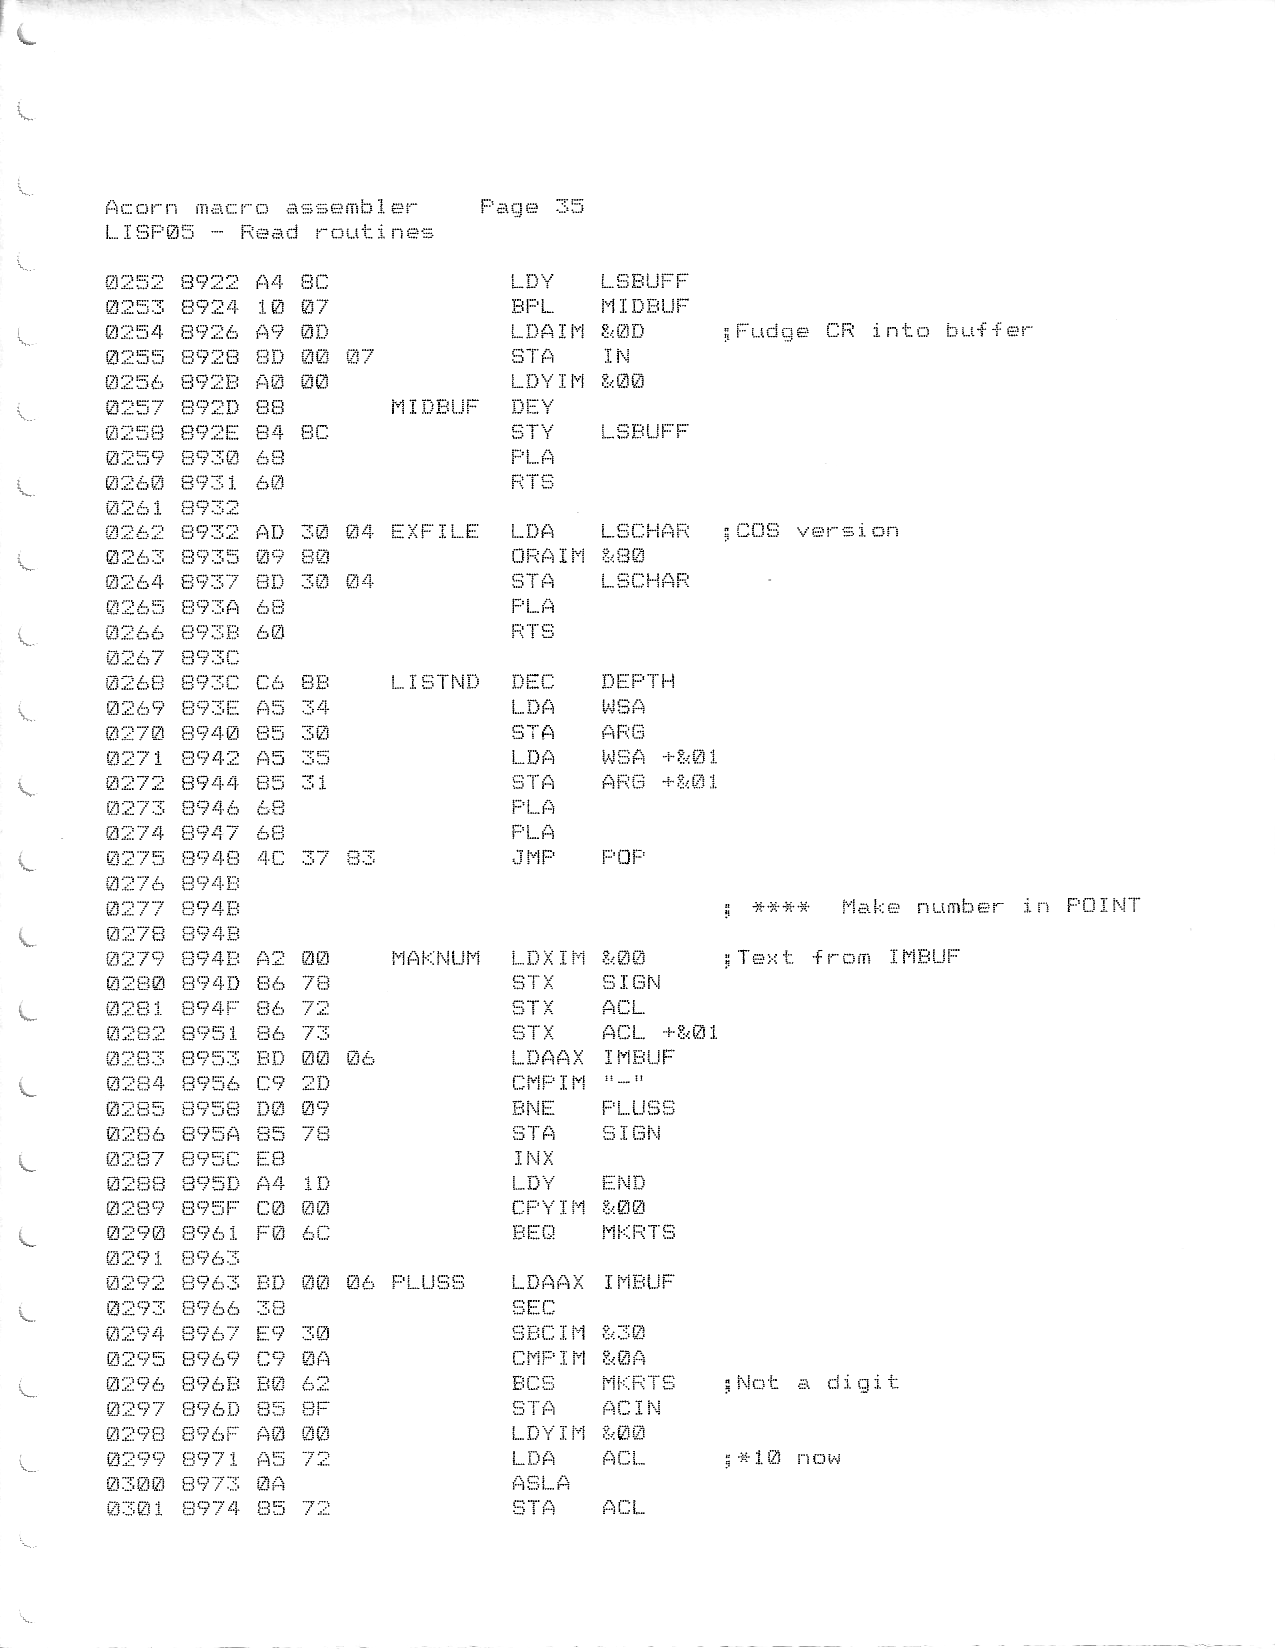 Acorn macro assembler    Page 35
LISP05 - Read routines
0252 8922 A4 8C            LDY   LSBUFF
0253 8924 10 07            BPL   MIDBUF
0254 8926 A9 0D            LDAIM &0D     ;Fudge CR into buffer
0255 8928 8D 00 07         STA   IN
0256 892B A0 00            LDYIM &00
0257 892D 88       MIDBUF  DEY
0258 892E 84 8C            STY   LSBUFF
0259 8930 68               PLA
0260 8931 60               RTS
0261 8932
0262 8932 AD 30 04 EXFILE  LDA   LSCHAR  ;COS version
0263 8935 09 80            ORAIM &80
0264 8937 8D 30 04         STA   LSCHAR
0265 893A 68               PLA
0266 893B 60               RTS
0267 893C
0268 893C C6 8B    LISTND  DEC   DEPTH
0269 893E A5 34            LDA   WSA
0270 8940 85 30            STA   ARG
0271 8942 A5 35            LDA   WSA +&01
0272 8944 85 31            STA   ARG +&01
0273 8946 68               PLA
0274 8947 68               PLA
0275 8948 4C 37 83         JMP   POP
0276 894B
0277 894B                                ; ****  Make number in POINT
0278 894B
0279 894B A2 00    MAKNUM  LDXIM &00     ;Text from IMBUF
0280 894D 86 78            STX   SIGN
0281 894F 86 72            STX   ACL
0282 8951 86 73            STX   ACL +&01
0283 8953 BD 00 06         LDAAX IMBUF
0284 8956 C9 2D            CMPIM "-"
0285 8958 D0 09            BNE   PLUSS
0286 895A 85 78            STA   SIGN
0287 895C E8               INX
0288 895D A4 1D            LDY   END
0289 895F C0 00            CPYIM &00
0290 8961 F0 6C            BEQ   MKRTS
0291 8963
0292 8963 BD 00 06 PLUSS   LDAAX IMBUF
0293 8966 38               SEC
0294 8967 E9 30            SBCIM &30
0295 8969 C9 0A            CMPIM &0A
0296 896B B0 62            BCS   MKRTS   ;Not a digit
0297 896D 85 8F            STA   ACIN
0298 896F A0 00            LDYIM &00
0299 8971 A5 72            LDA   ACL     ;*10 now
0300 8973 0A               ASLA
0301 8974 85 72            STA   ACL